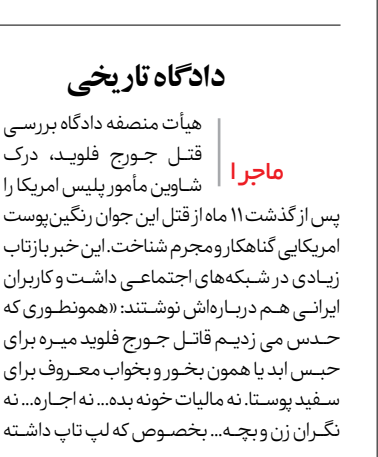 دادگاه تاریخی
ماجرا
هیأت منصفه دادگاه بررسی
قتل جورج فلوید، درک
شاوین مأمور پلیس امریکا را
پس از گذشت ۱۱ ماه از قتل این جوان رنگین‌پوست
امریکایی گناهکار و مجرم شناخت. این خبر بازتاب
زیادی در شبکه‌های اجتماعی داشت و کاربران
ایرانی هم درباره‌اش نوشتند: «همونطوری که
حدس می زدیم قاتل جورج فلوید میره برای
حبس ابد یا همون بخور و بخواب معروف برای
سفید پوستا. نه مالیات خونه بده... نه اجاره... نه
نگران زن و بچه... بخصوص که لپ تاپ داشته